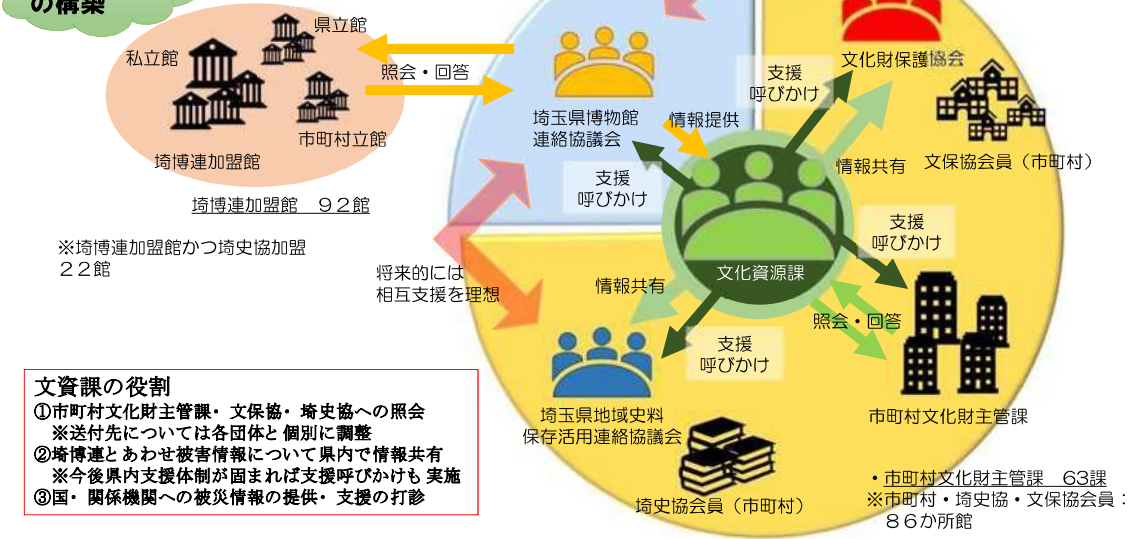 の構築
県立館
私立館
照会・回答
市町村立館
埼博連加盟館
埼博連加盟館　９２館
※埼博連加盟館かつ埼史協加盟
２２館
埼玉県博物館
連絡協議会
情報提供
支援
呼びかけ
文化財保護協会
文保協会員（市町村）
情報共有
支援
呼びかけ
支援
呼びかけ
文化資源課
将来的には
相互支援を理想
情報共有
照会・回答
支援
呼びかけ
市町村文化財主管課
埼玉県地域史料
保存活用連絡協議会
埼史協会員（市町村）
・市町村文化財主管課　63課
※市町村・埼史協・文保協会員：
８６か所館
文資課の役割
①市町村文化財主管課・文保協・埼史協への照会
※送付先については各団体と個別に調整
②埼博連とあわせ被害情報について県内で情報共有
※今後県内支援体制が固まれば支援呼びかけも実施
③国・関係機関への被災情報の提供・支援の打診